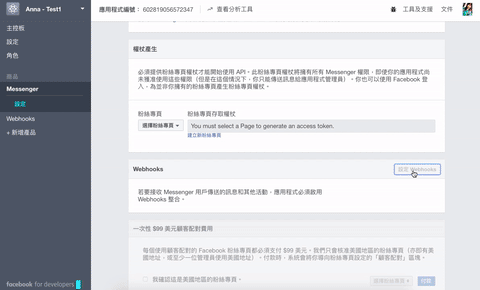 Anna - Test1
應用程式編號： 602819056572347
查看分析工具
工具及支援
文件
主控板
設定
角色
產品
Messenger
設定
Webhooks
+ 新增產品
權杖產生
必須提供粉絲專頁權杖才能開始使用 API。此粉絲專頁權杖將擁有所有 Messenger 權限，即使你的應用程式尚
未獲准使用這些權限（但是在這個情況下，你只能傳送訊息給應用程式管理員）。你也可以使用 Facebook 登
入，為並非你擁有的粉絲專頁產生粉絲專頁權杖。
粉絲專頁
粉絲專頁存取權杖
選擇粉絲專頁
You must select a Page to generate an access token.
建立新粉絲專頁
Webhooks
設定 Webhooks
若要接收 Messenger 用戶傳送的訊息和其他活動，應用程式必須啟用
Webhooks 整合。
一次性 $99 美元顧客配對費用
每個使用顧客配對的 Facebook 粉絲專頁都必須支付 $99 美元。我們只會核准美國地區的粉絲專頁（亦即有美
國地址，或至少一位管理員使用美國地址）。付款時，系統會將你導向粉絲專頁設定的「顧客配對」區塊。
我確認這是美國地區的粉絲專頁。
選擇粉絲專頁
付款
facebook for developers